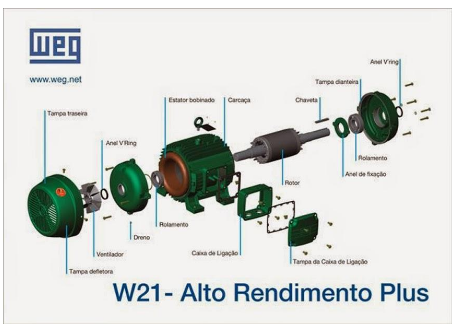 WEG
www.weg.net
Anel V'ring
Tampa dianteira
Estator bobinado
Carcaça
Chaveta
Tampa traseira
Anel V'Ring
Rolamento
Anel de fixação
Rotor
Rolamento
Dreno
Ventilador
Caixa de Ligação
Tampa da Caixa de Ligação
Tampa defletora
W21- Alto Rendimento Plus